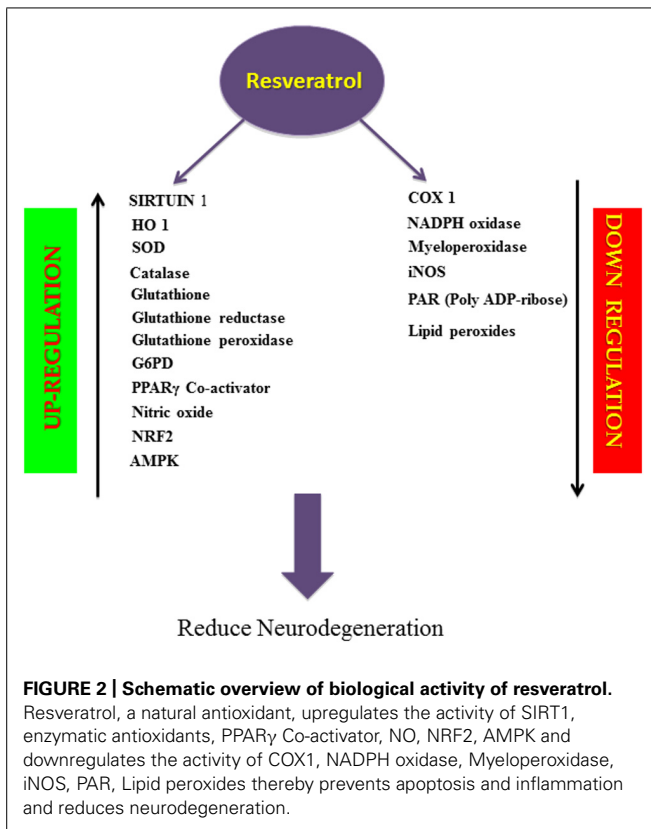 Resveratrol
UP-REGULATION
SIRTUIN 1
HO 1
SOD
Catalase
Glutathione
Glutathione reductase
Glutathione peroxidase
G6PD
PPARγ Co-activator
Nitric oxide
NRF2
AMPK
COX 1
NADPH oxidase
Myeloperoxidase
iNOS
PAR (Poly ADP-ribose)
Lipid peroxides
DOWN REGULATION
Reduce Neurodegeneration
FIGURE 2 | Schematic overview of biological activity of resveratrol.
Resveratrol, a natural antioxidant, upregulates the activity of SIRT1,
enzymatic antioxidants, PPARγ Co-activator, NO, NRF2, AMPK and
downregulates the activity of COX1, NADPH oxidase, Myeloperoxidase,
iNOS, PAR, Lipid peroxides thereby prevents apoptosis and inflammation
and reduces neurodegeneration.